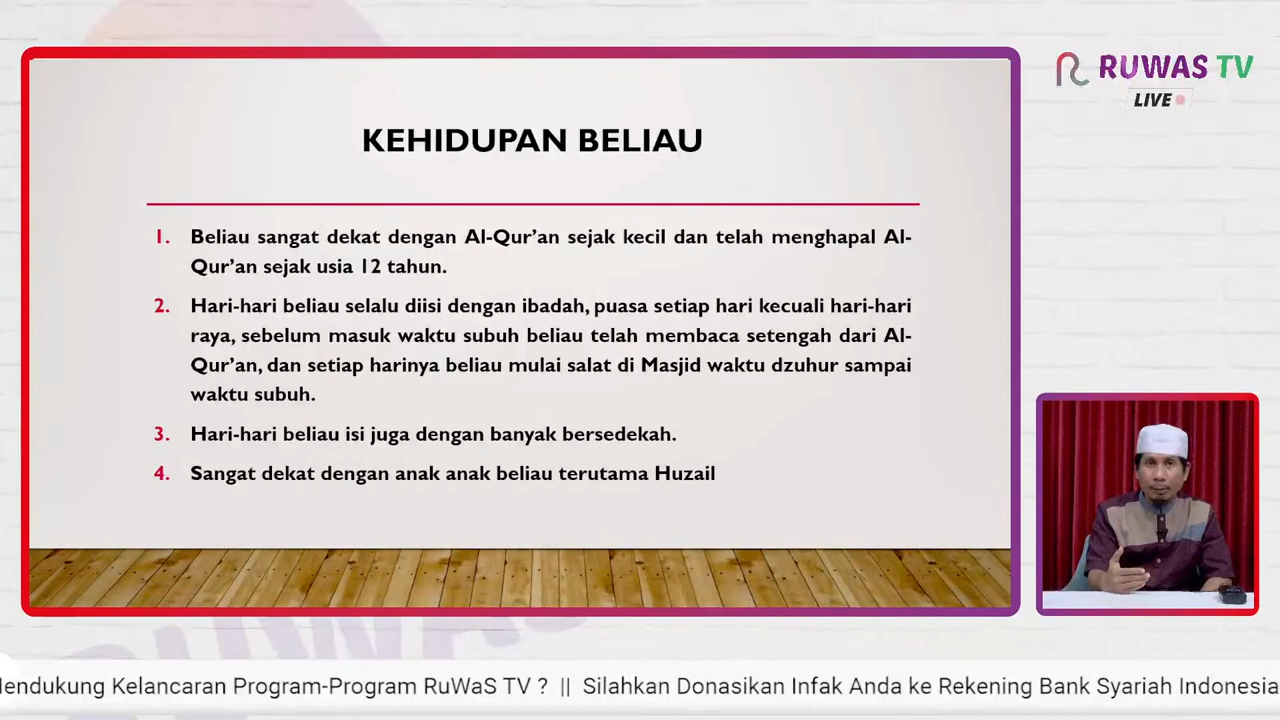 RUWAS TV
LIVE
KEHIDUPAN BELIAU
1. Beliau sangat dekat dengan Al-Qur’an sejak kecil dan telah menghapal Al-
Qur’an sejak usia 12 tahun.
2. Hari-hari beliau selalu diisi dengan ibadah, puasa setiap hari kecuali hari-hari
raya, sebelum masuk waktu subuh beliau telah membaca setengah dari Al-
Qur’an, dan setiap harinya beliau mulai salat di Masjid waktu dzuhur sampai
waktu subuh.
3. Hari-hari beliau isi juga dengan banyak bersedekah.
4. Sangat dekat dengan anak anak beliau terutama Huzail
Kelancaran Program-Program RuWaS TV ? || Silahkan Donasikan Infak Anda ke Rekening Bank Syariah Indonesia